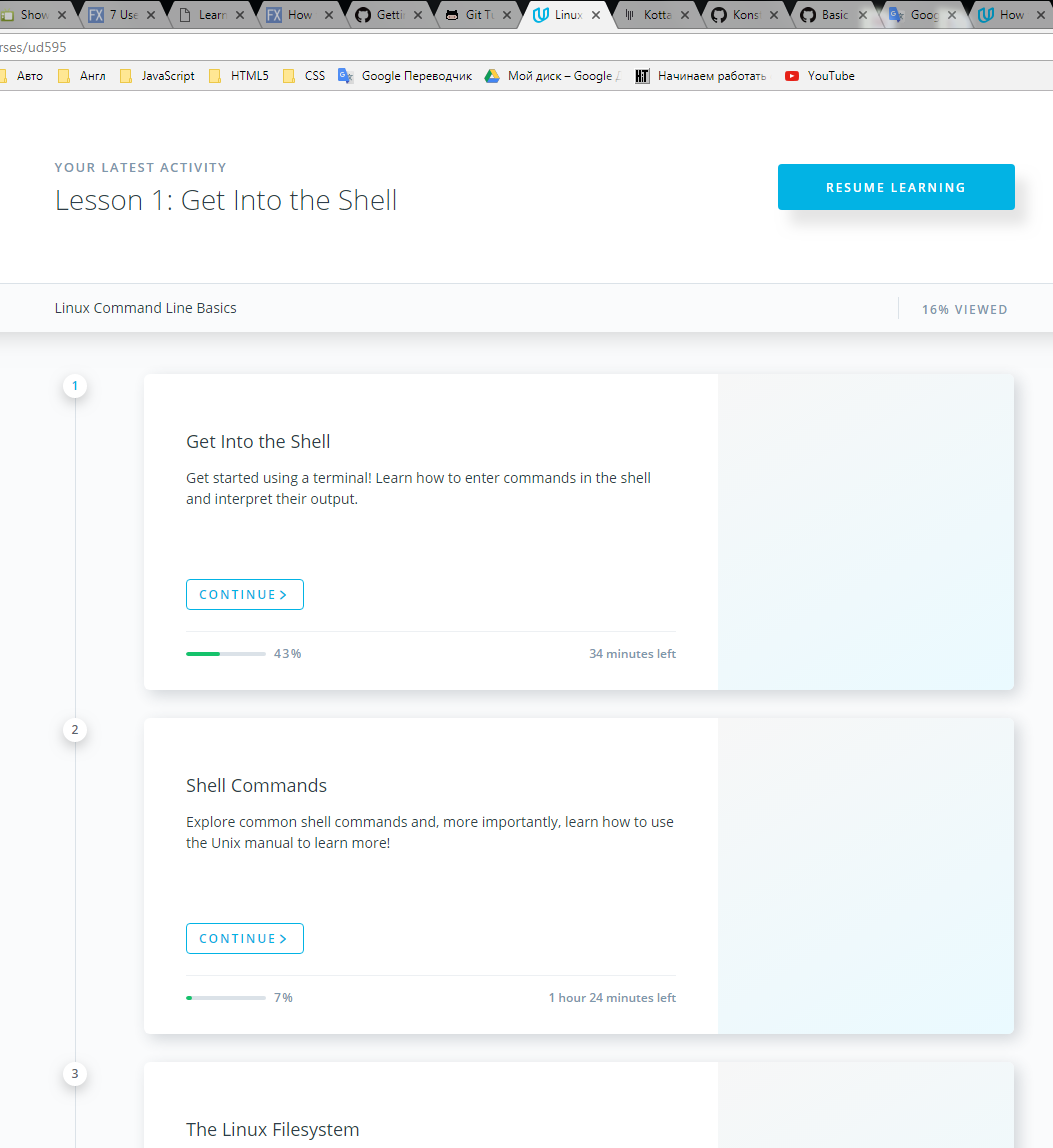 Show
7 Use
Learn
How
Getti
Git Tu
Linux
Kotta
Konst
Basic
Goog
How
rses/ud595
Авто Англ JavaScript HTML5 CSS Google Переводчик Мой диск – Google Начинаем работать YouTube
YOUR LATEST ACTIVITY
Lesson 1: Get Into the Shell
RESUME LEARNING
Linux Command Line Basics
16% VIEWED
1
Get Into the Shell
Get started using a terminal! Learn how to enter commands in the shell
and interpret their output.
CONTINUE
43%
34 minutes left
2
Shell Commands
Explore common shell commands and, more importantly, learn how to use
the Unix manual to learn more!
CONTINUE
7%
1 hour 24 minutes left
3
The Linux Filesystem